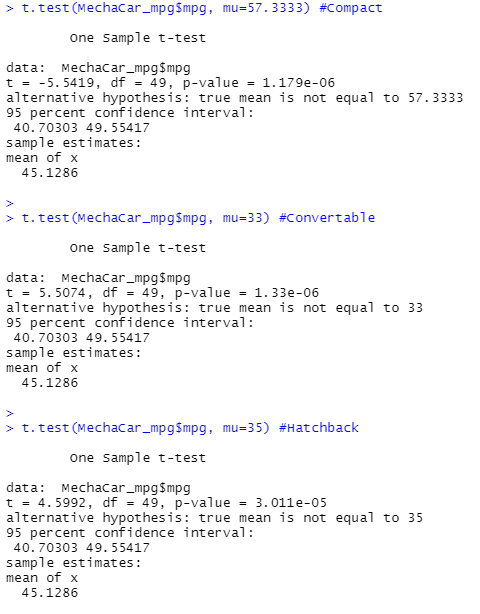 > t.test(MechaCar_mpg$mpg, mu=57.3333) #Compact
One Sample t-test
data:  MechaCar_mpg$mpg
t = -5.5419, df = 49, p-value = 1.179e-06
alternative hypothesis: true mean is not equal to 57.3333
95 percent confidence interval:
40.70303 49.55417
sample estimates:
mean of x
45.1286
>
> t.test(MechaCar_mpg$mpg, mu=33) #Convertable
One Sample t-test
data:  MechaCar_mpg$mpg
t = 5.5074, df = 49, p-value = 1.33e-06
alternative hypothesis: true mean is not equal to 33
95 percent confidence interval:
40.70303 49.55417
sample estimates:
mean of x
45.1286
>
> t.test(MechaCar_mpg$mpg, mu=35) #Hatchback
One Sample t-test
data:  MechaCar_mpg$mpg
t = 4.5992, df = 49, p-value = 3.011e-05
alternative hypothesis: true mean is not equal to 35
95 percent confidence interval:
40.70303 49.55417
sample estimates:
mean of x
45.1286